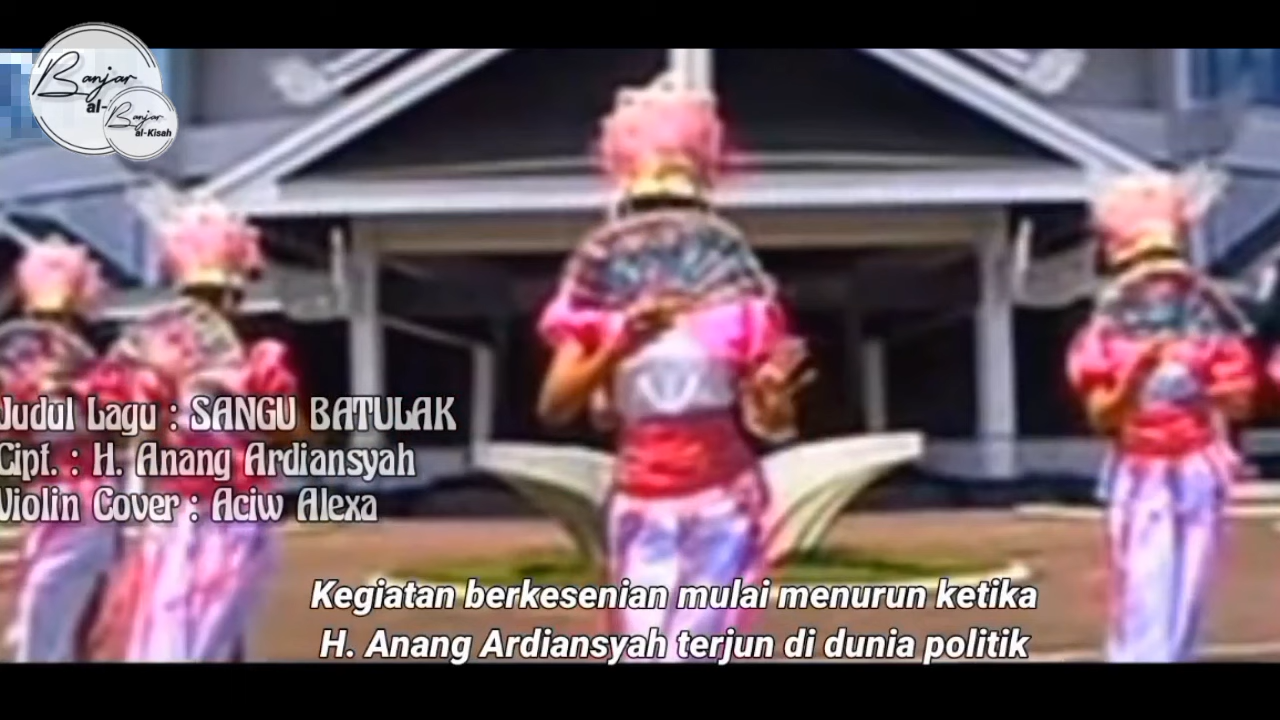 Banjar
al-
Banjar
al-Kisah
Judul Lagu : SANGU BATULAK
Cipt. : H. Anang Ardiansyah
Violin Cover : Aciw Alexa
Kegiatan berkesenian mulai menurun ketika
H. Anang Ardiansyah terjun di dunia politik